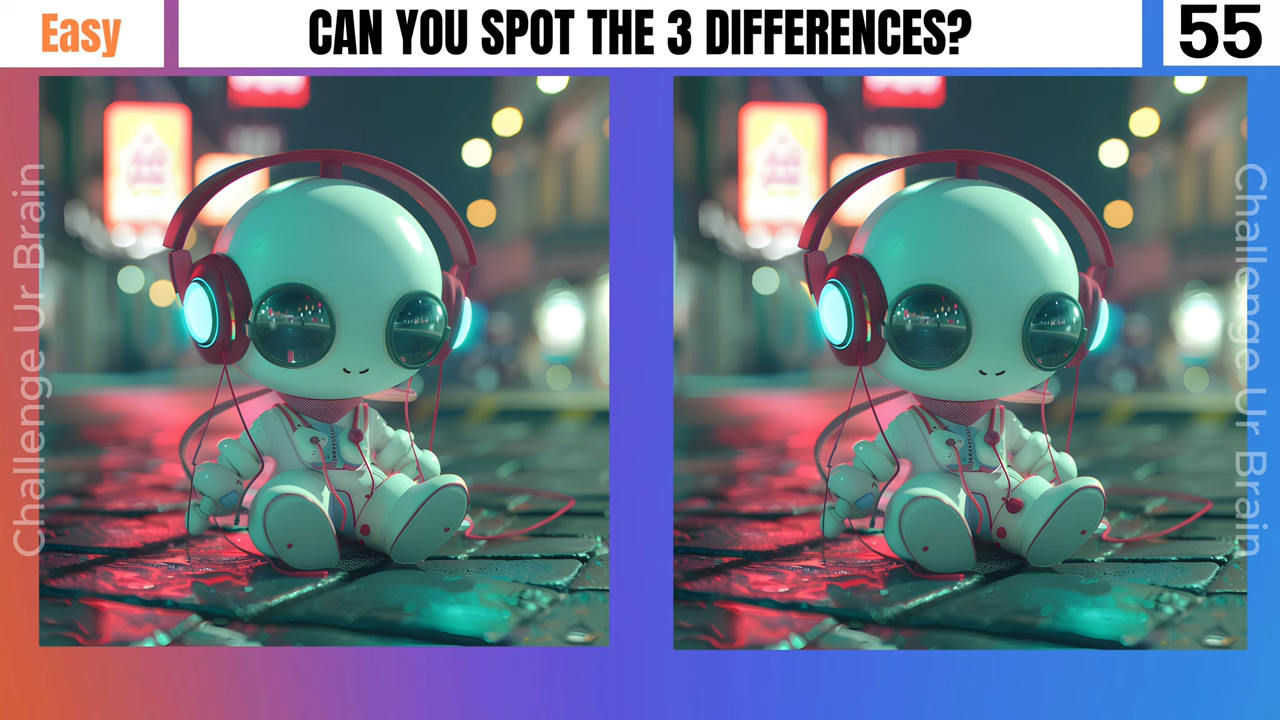 Easy
CAN YOU SPOT THE 3 DIFFERENCES?
55
Challenge Ur Brain
Challenge Ur Brain